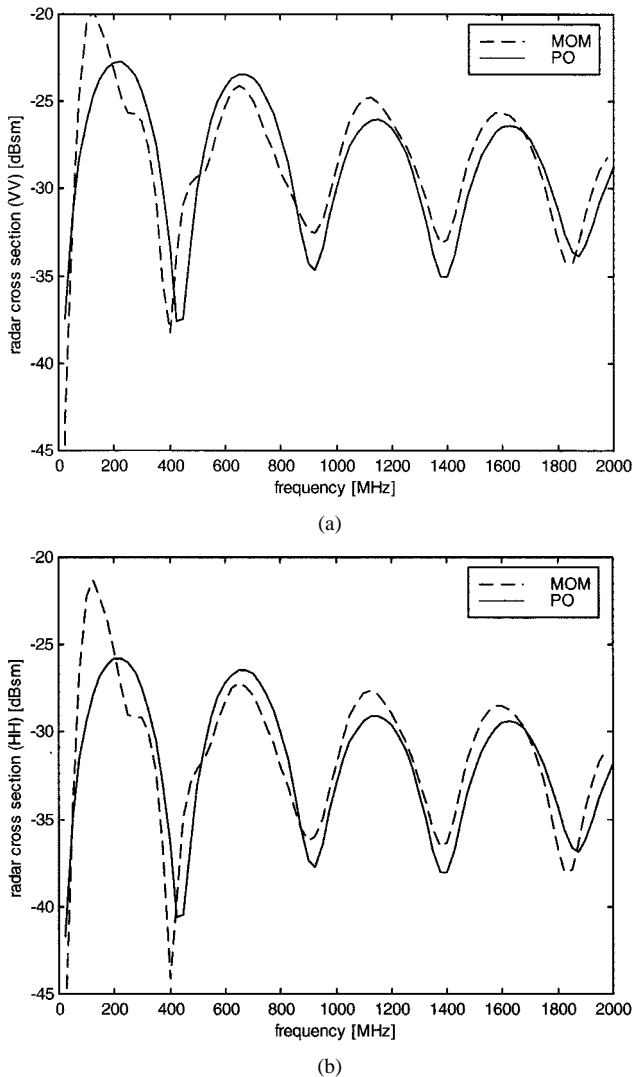 -20
-25
-30
-35
-40
-45
radar cross section (VV) [dBsm]
MOM
PO
0 200 400 600 800 1000 1200 1400 1600 1800 2000
frequency [MHz]
(a)
-20
-25
-30
-35
-40
-45
radar cross section (HH) [dBsm]
MOM
PO
0 200 400 600 800 1000 1200 1400 1600 1800 2000
frequency [MHz]
(b)